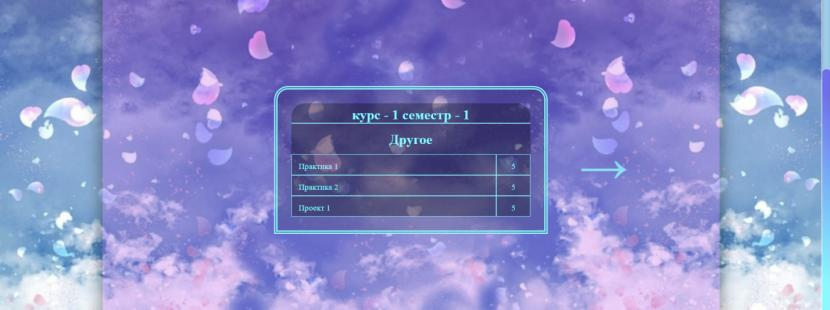 курс - 1 семестр - 1
Другое
Практика 1 5
Практика 2 5
Проект 1 5